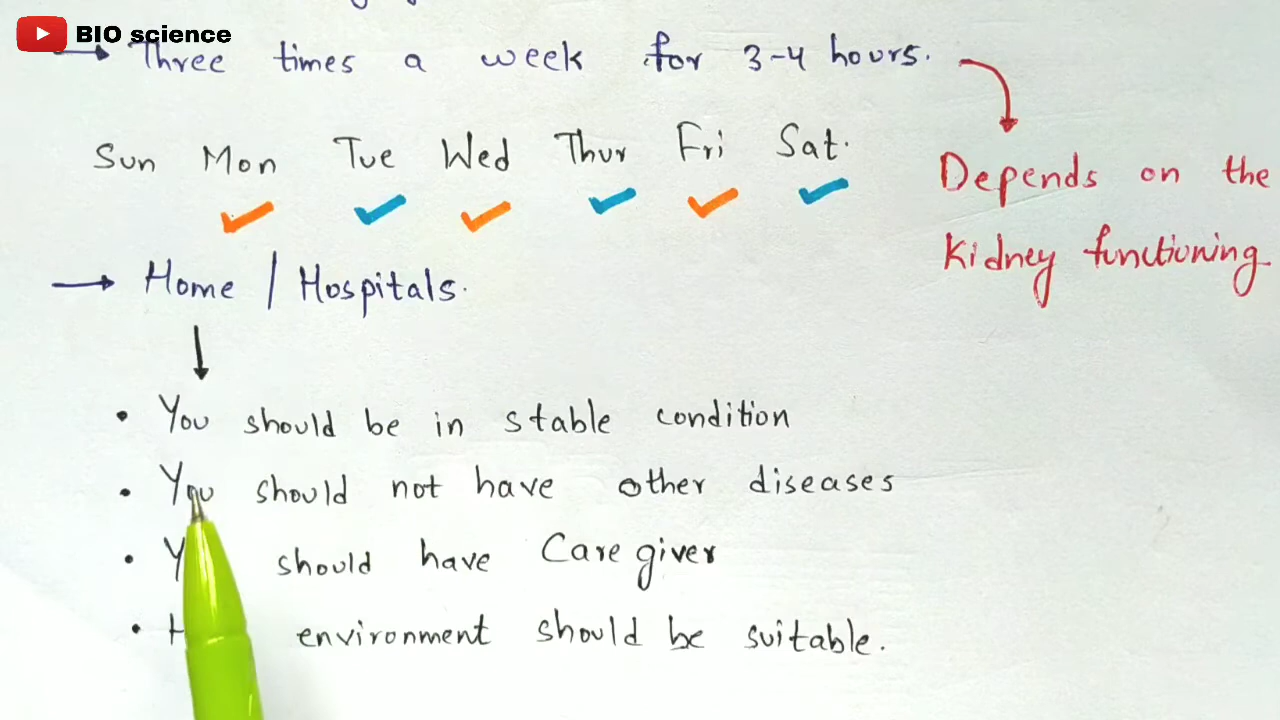 BIO science
→ Three times a week for 3-4 hours.
Sun Mon Tue Wed Thur Fri Sat.
Depends on the
Kidney functioning
→ Home / Hospitals.
• You should be in stable condition
• You should not have other diseases
• should have Care giver
• environment should be suitable.